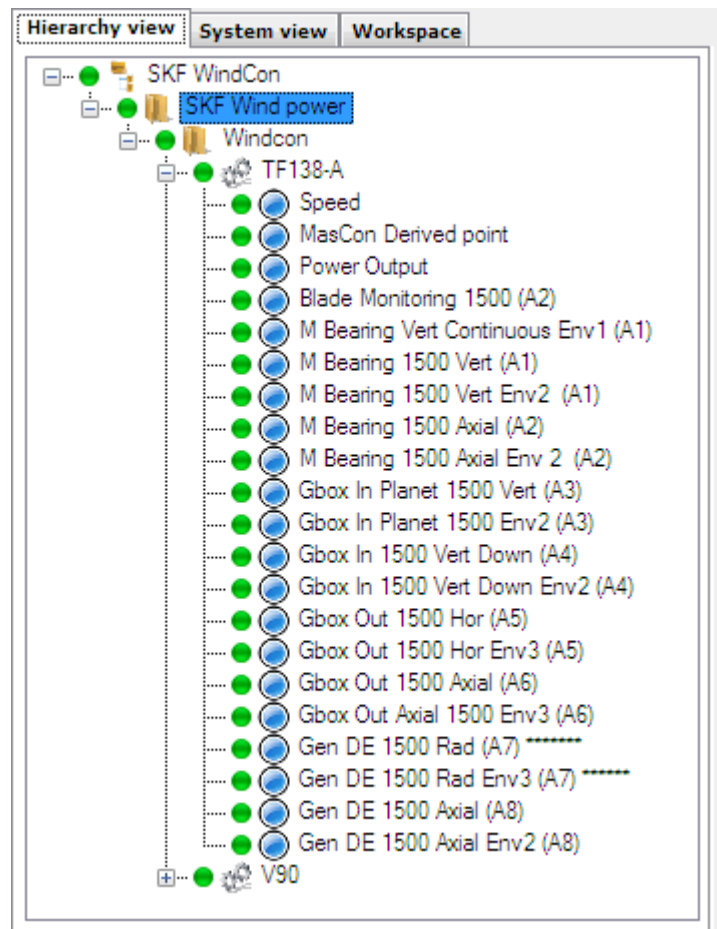 Hierarchy view System view Workspace
SKF WindCon
SKF Wind power
Windcon
TF138-A
Speed
MasCon Derived point
Power Output
Blade Monitoring 1500 (A2)
M Bearing Vert Continuous Env1 (A1)
M Bearing 1500 Vert (A1)
M Bearing 1500 Vert Env2  (A1)
M Bearing 1500 Axial (A2)
M Bearing 1500 Axial Env 2  (A2)
Gbox In Planet 1500 Vert (A3)
Gbox In Planet 1500 Env2 (A3)
Gbox In 1500 Vert Down (A4)
Gbox In 1500 Vert Down Env2 (A4)
Gbox Out 1500 Hor (A5)
Gbox Out 1500 Hor Env3 (A5)
Gbox Out 1500 Axial (A6)
Gbox Out Axial 1500 Env3 (A6)
Gen DE 1500 Rad (A7) *******
Gen DE 1500 Rad Env3 (A7) ******
Gen DE 1500 Axial (A8)
Gen DE 1500 Axial Env2 (A8)
V90